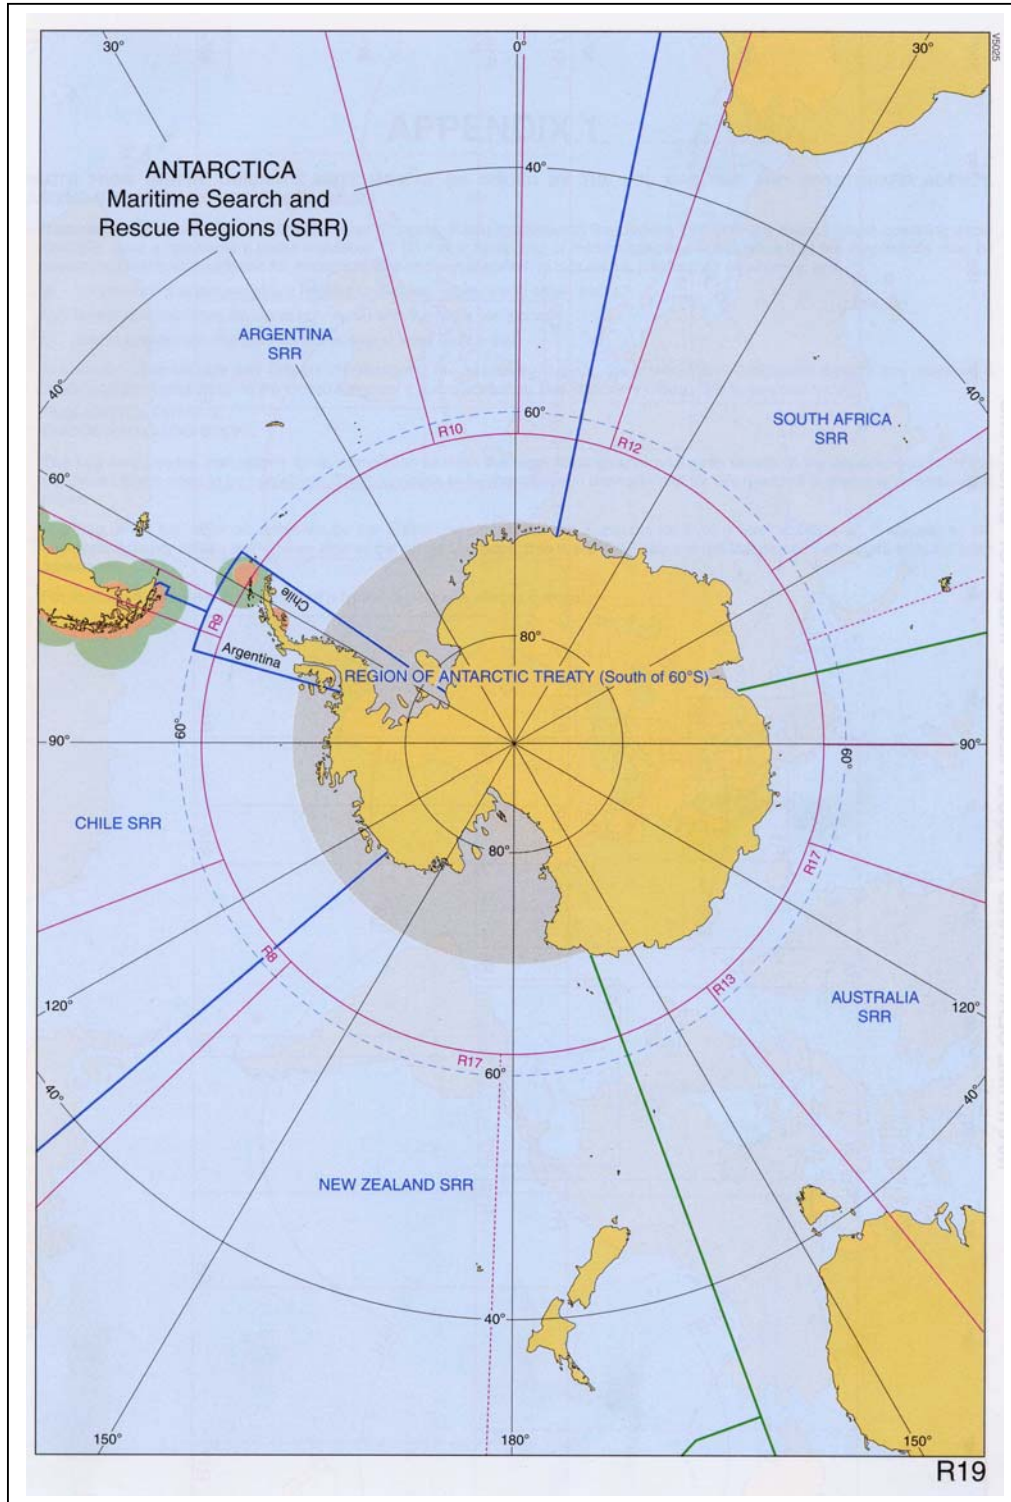 30°
0°
30°
V5025
ANTARCTICA
Maritime Search and
Rescue Regions (SRR)
40°
ARGENTINA
SRR
40°
40°
60°
R10
R12
SOUTH AFRICA
SRR
60°
Chile
R9
Argentina
80°
REGION OF ANTARCTIC TREATY (South of 60°S)
60°
90°
90°
60°
CHILE SRR
80°
R17
R8
R13
AUSTRALIA
SRR
120°
120°
R17
60°
40°
40°
NEW ZEALAND SRR
40°
150°
180°
150°
R19